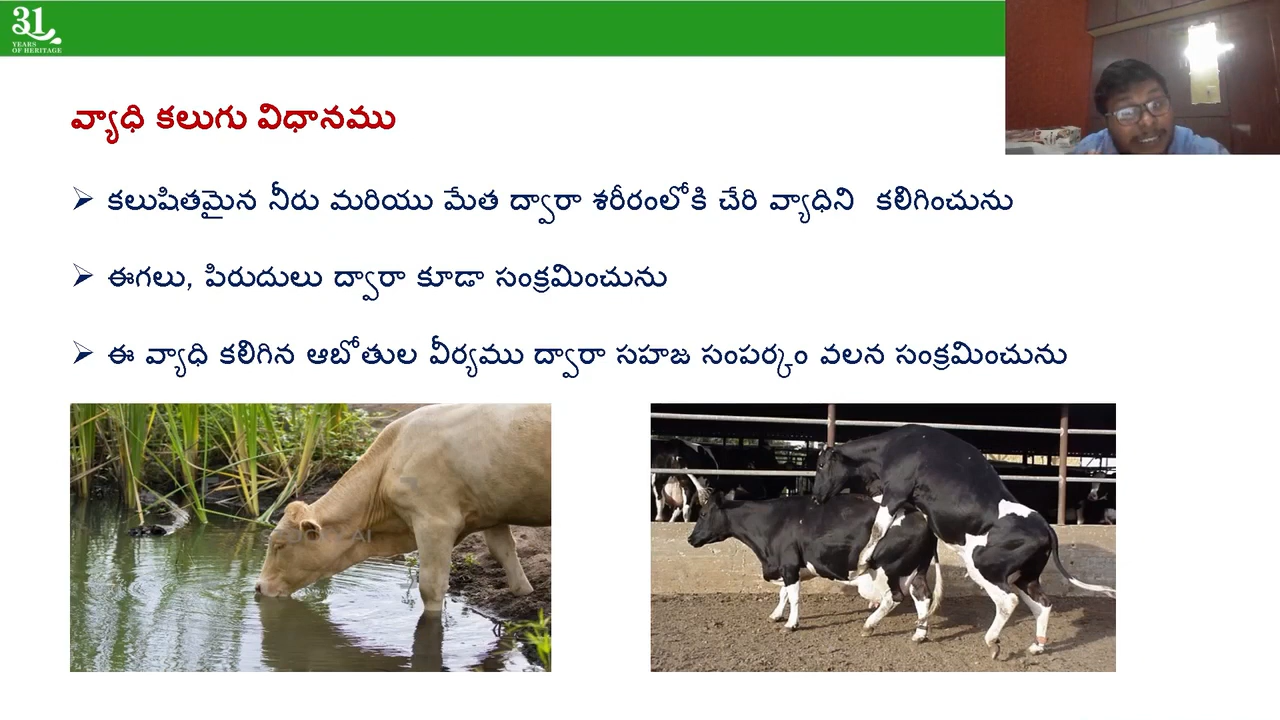 31
YEARS
OF HERITAGE
వ్యాధి కలుగు విధానము
➢ కలుషితమైన నీరు మరియు మేత ద్వారా శరీరంలోకి చేరి వ్యాధిని కలిగించును
➢ ఈగలు, పిరుదులు ద్వారా కూడా సంక్రమించును
➢ ఈ వ్యాధి కలిగిన ఆబోతుల వీర్యము ద్వారా సహజ సంపర్కం వలన సంక్రమించును